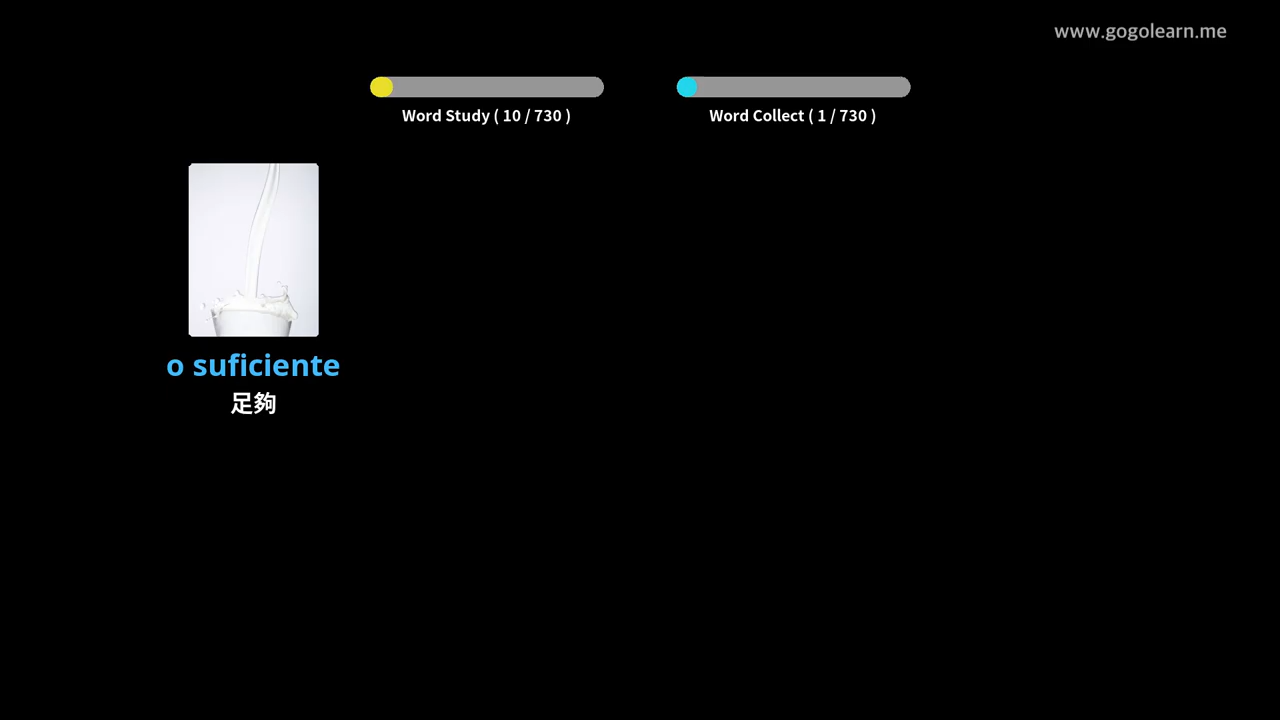 www.gogolearn.me
Word Study ( 10 / 730 )
Word Collect ( 1 / 730 )
o suficiente
足夠